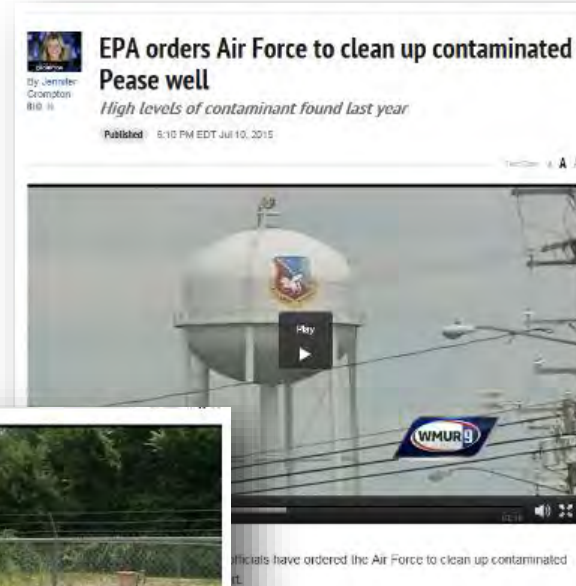 EPA orders Air Force to clean up contaminated
Pease well
By Jennifer
Crompton
High levels of contaminant found last year
BIO
Published 5:10 PM EDT Jul 10, 2015
A
Play
WMUR 9
officials have ordered the Air Force to clean up contaminated